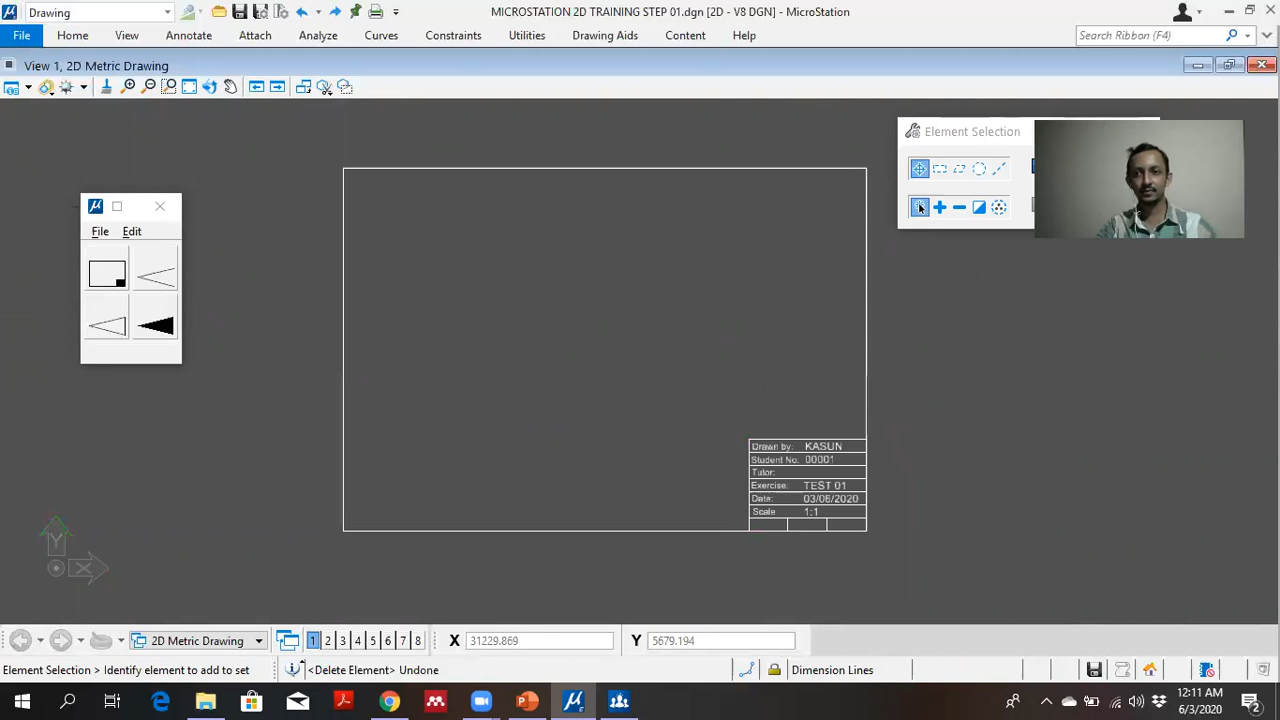 Drawing
MICROSTATION 2D TRAINING STEP 01.dgn [2D - V8 DGN] - MicroStation
File Home View Annotate Attach Analyze Curves Constraints Utilities Drawing Aids Content Help
Search Ribbon (F4)
View 1, 2D Metric Drawing
Element Selection
File Edit
Drawn by: KASUN
Student No: 00001
Tutor:
Exercise: TEST 01
Date: 03/06/2020
Scale 1:1
Y
X
2D Metric Drawing
1 2 3 4 5 6 7 8
X 31229.869
Y 5679.194
Element Selection > Identify element to add to set
<Delete Element> Undone
Dimension Lines
12:11 AM
6/3/2020
2